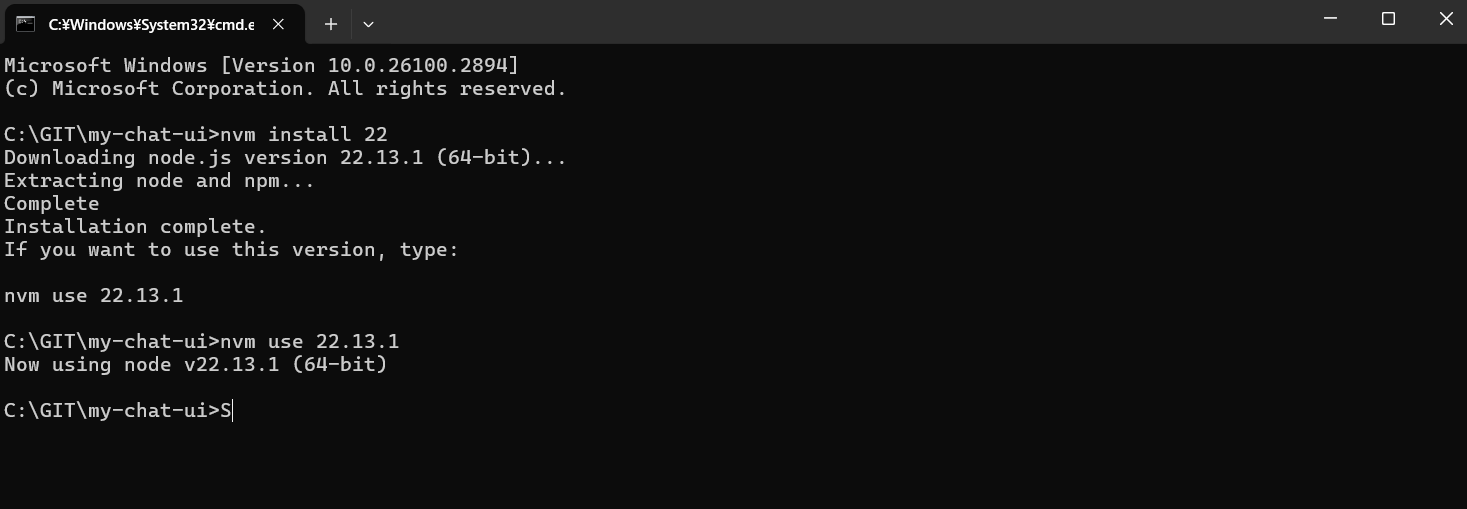 C:¥Windows¥System32¥cmd.e
Microsoft Windows [Version 10.0.26100.2894]
(c) Microsoft Corporation. All rights reserved.
C:\GIT\my-chat-ui>nvm install 22
Downloading node.js version 22.13.1 (64-bit)...
Extracting node and npm...
Complete
Installation complete.
If you want to use this version, type:
nvm use 22.13.1
C:\GIT\my-chat-ui>nvm use 22.13.1
Now using node v22.13.1 (64-bit)
C:\GIT\my-chat-ui>S